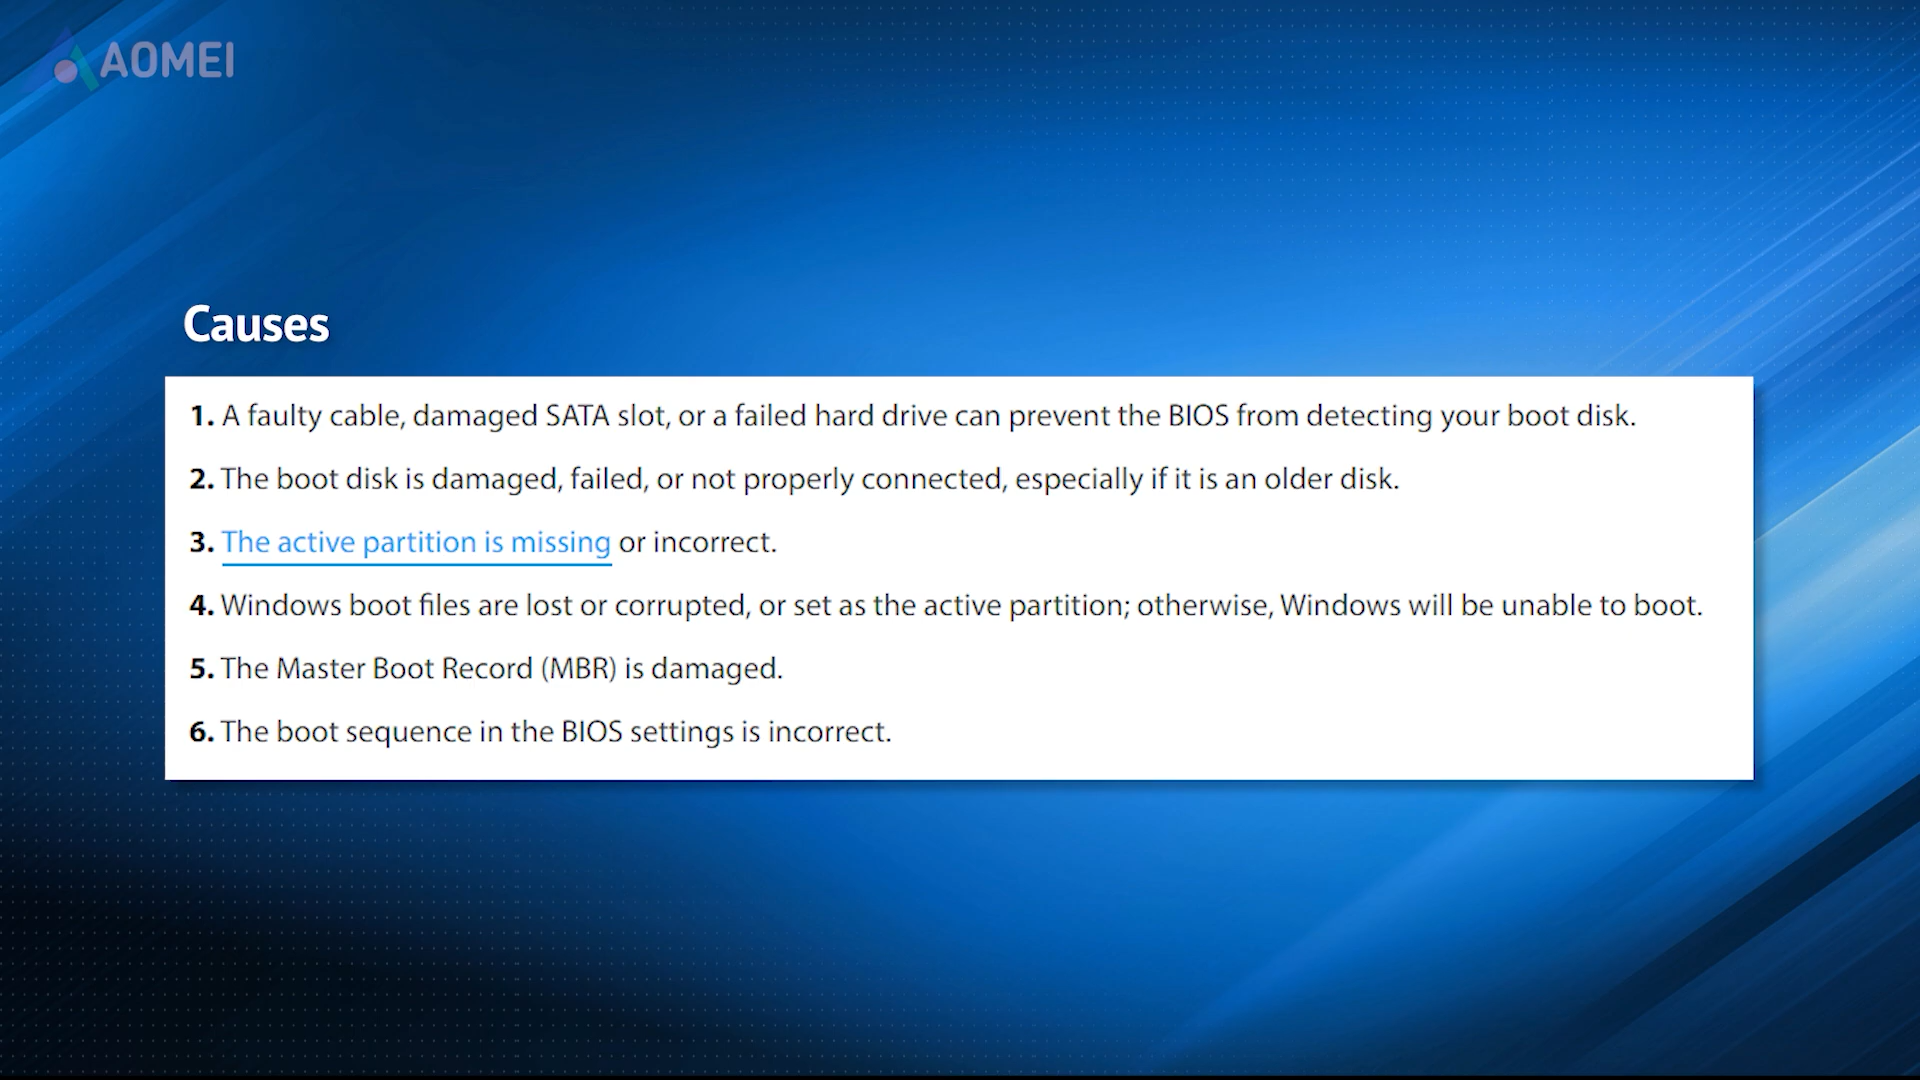 AOMEI
Causes
1. A faulty cable, damaged SATA slot, or a failed hard drive can prevent the BIOS from detecting your boot disk.
2. The boot disk is damaged, failed, or not properly connected, especially if it is an older disk.
3. The active partition is missing or incorrect.
4. Windows boot files are lost or corrupted, or set as the active partition; otherwise, Windows will be unable to boot.
5. The Master Boot Record (MBR) is damaged.
6. The boot sequence in the BIOS settings is incorrect.